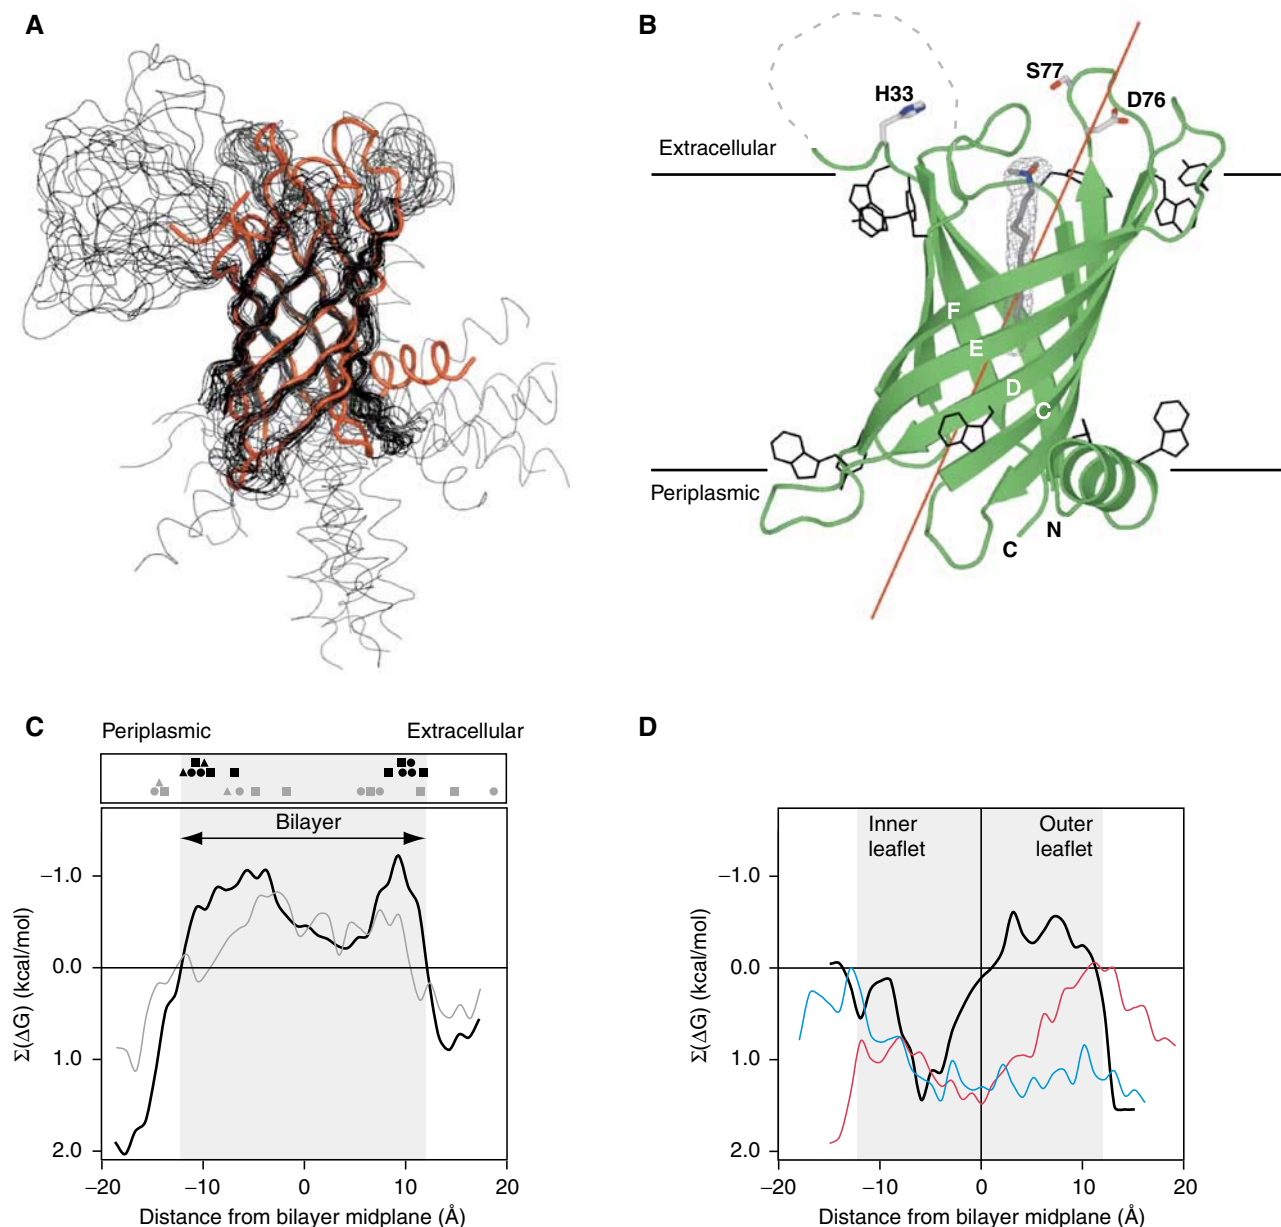 A
B
S77
H33
D76
Extracellular
F
E
D
C
Periplasmic
N
C
C
Periplasmic
Extracellular
Bilayer
−1.0
0.0
1.0
2.0
Σ(ΔG) (kcal/mol)
−20
−10
0
10
20
Distance from bilayer midplane (Å)
D
Inner
leaflet
Outer
leaflet
−1.0
0.0
1.0
2.0
Σ(ΔG) (kcal/mol)
−20
−10
0
10
20
Distance from bilayer midplane (Å)